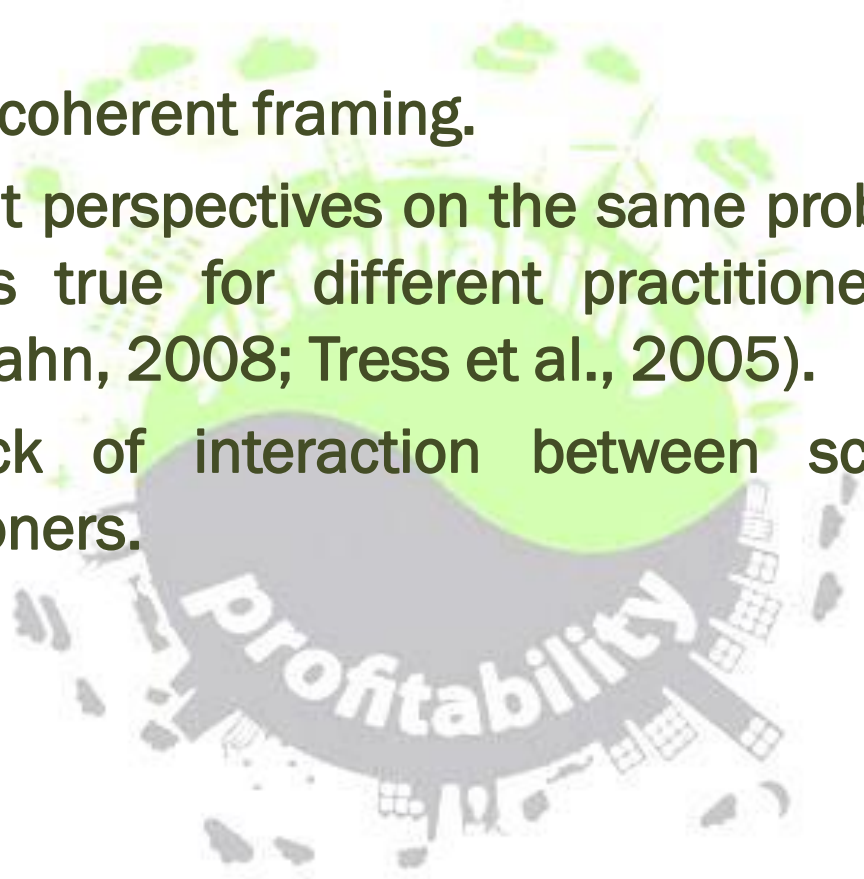 coherent framing.
t perspectives on the same prob
s true for different practitione
ahn, 2008; Tress et al., 2005).
ck of interaction between sc
oners.
sustainability
profitability